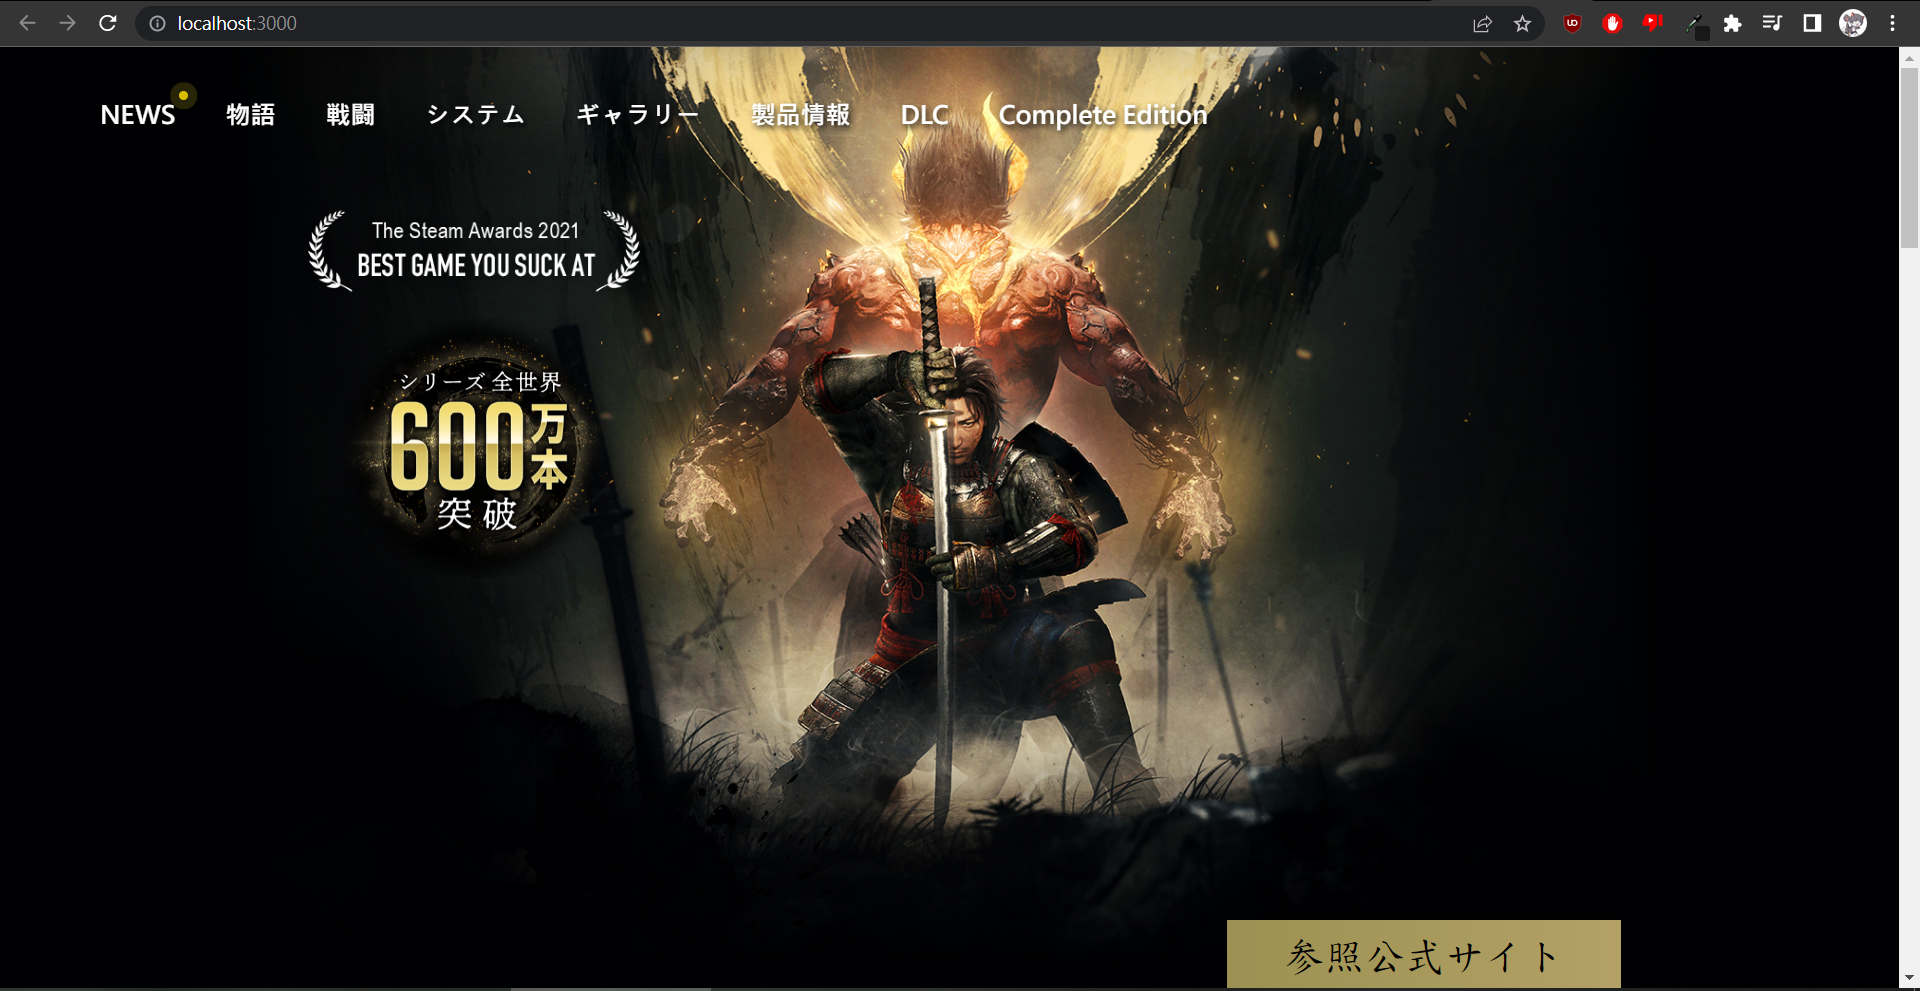 localhost:3000
NEWS 物語 戦闘 システム ギャラリー 製品情報 DLC Complete Edition
The Steam Awards 2021
BEST GAME YOU SUCK AT
シリーズ全世界
600万本
突破
参照公式サイト